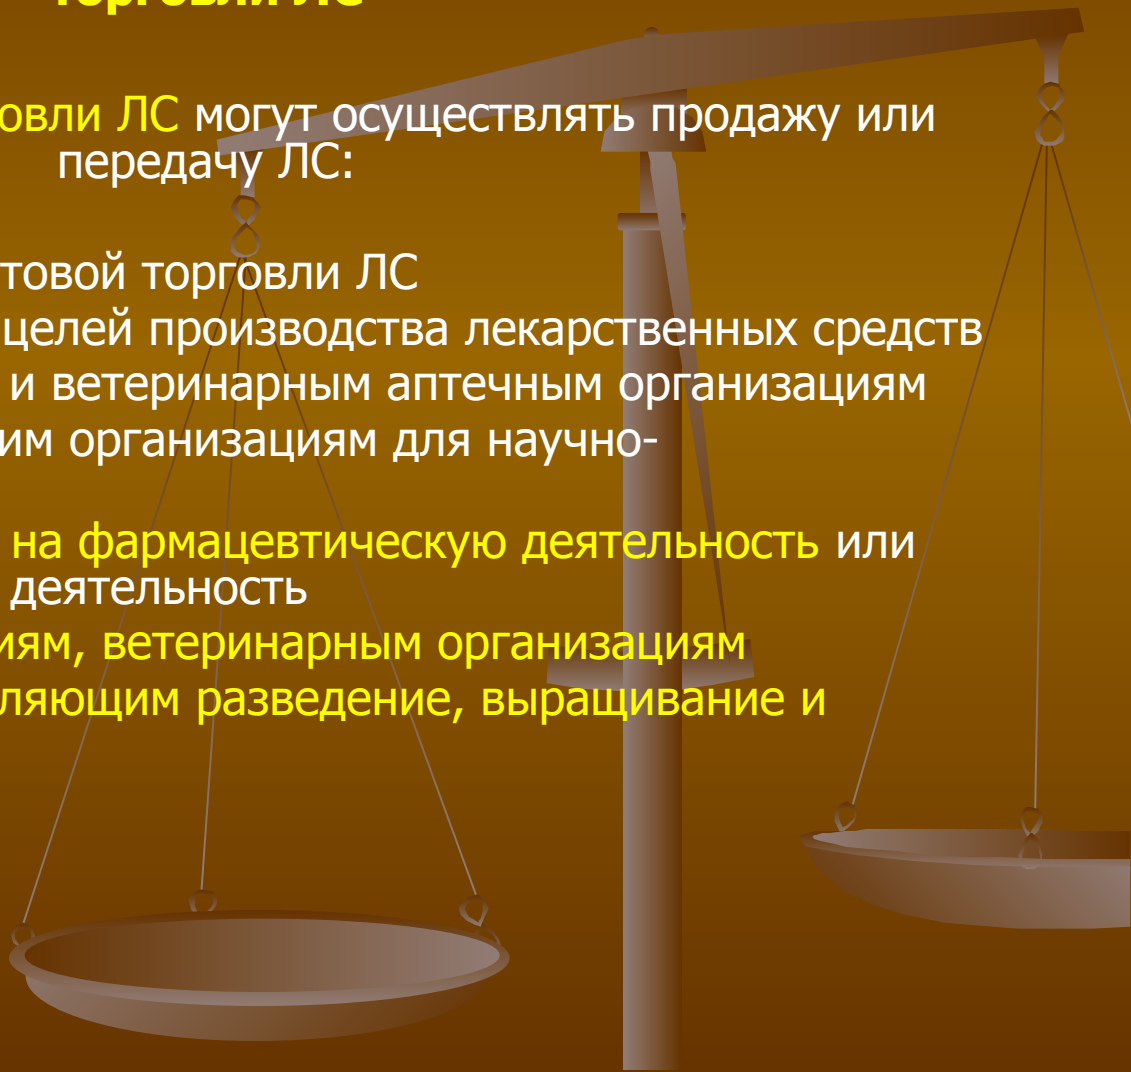 торговли ЛС
овли ЛС могут осуществлять продажу или
передачу ЛС:
товой торговли ЛС
целей производства лекарственных средств
и ветеринарным аптечным организациям
им организациям для научно-
на фармацевтическую деятельность или
деятельность
иям, ветеринарным организациям
ляющим разведение, выращивание и